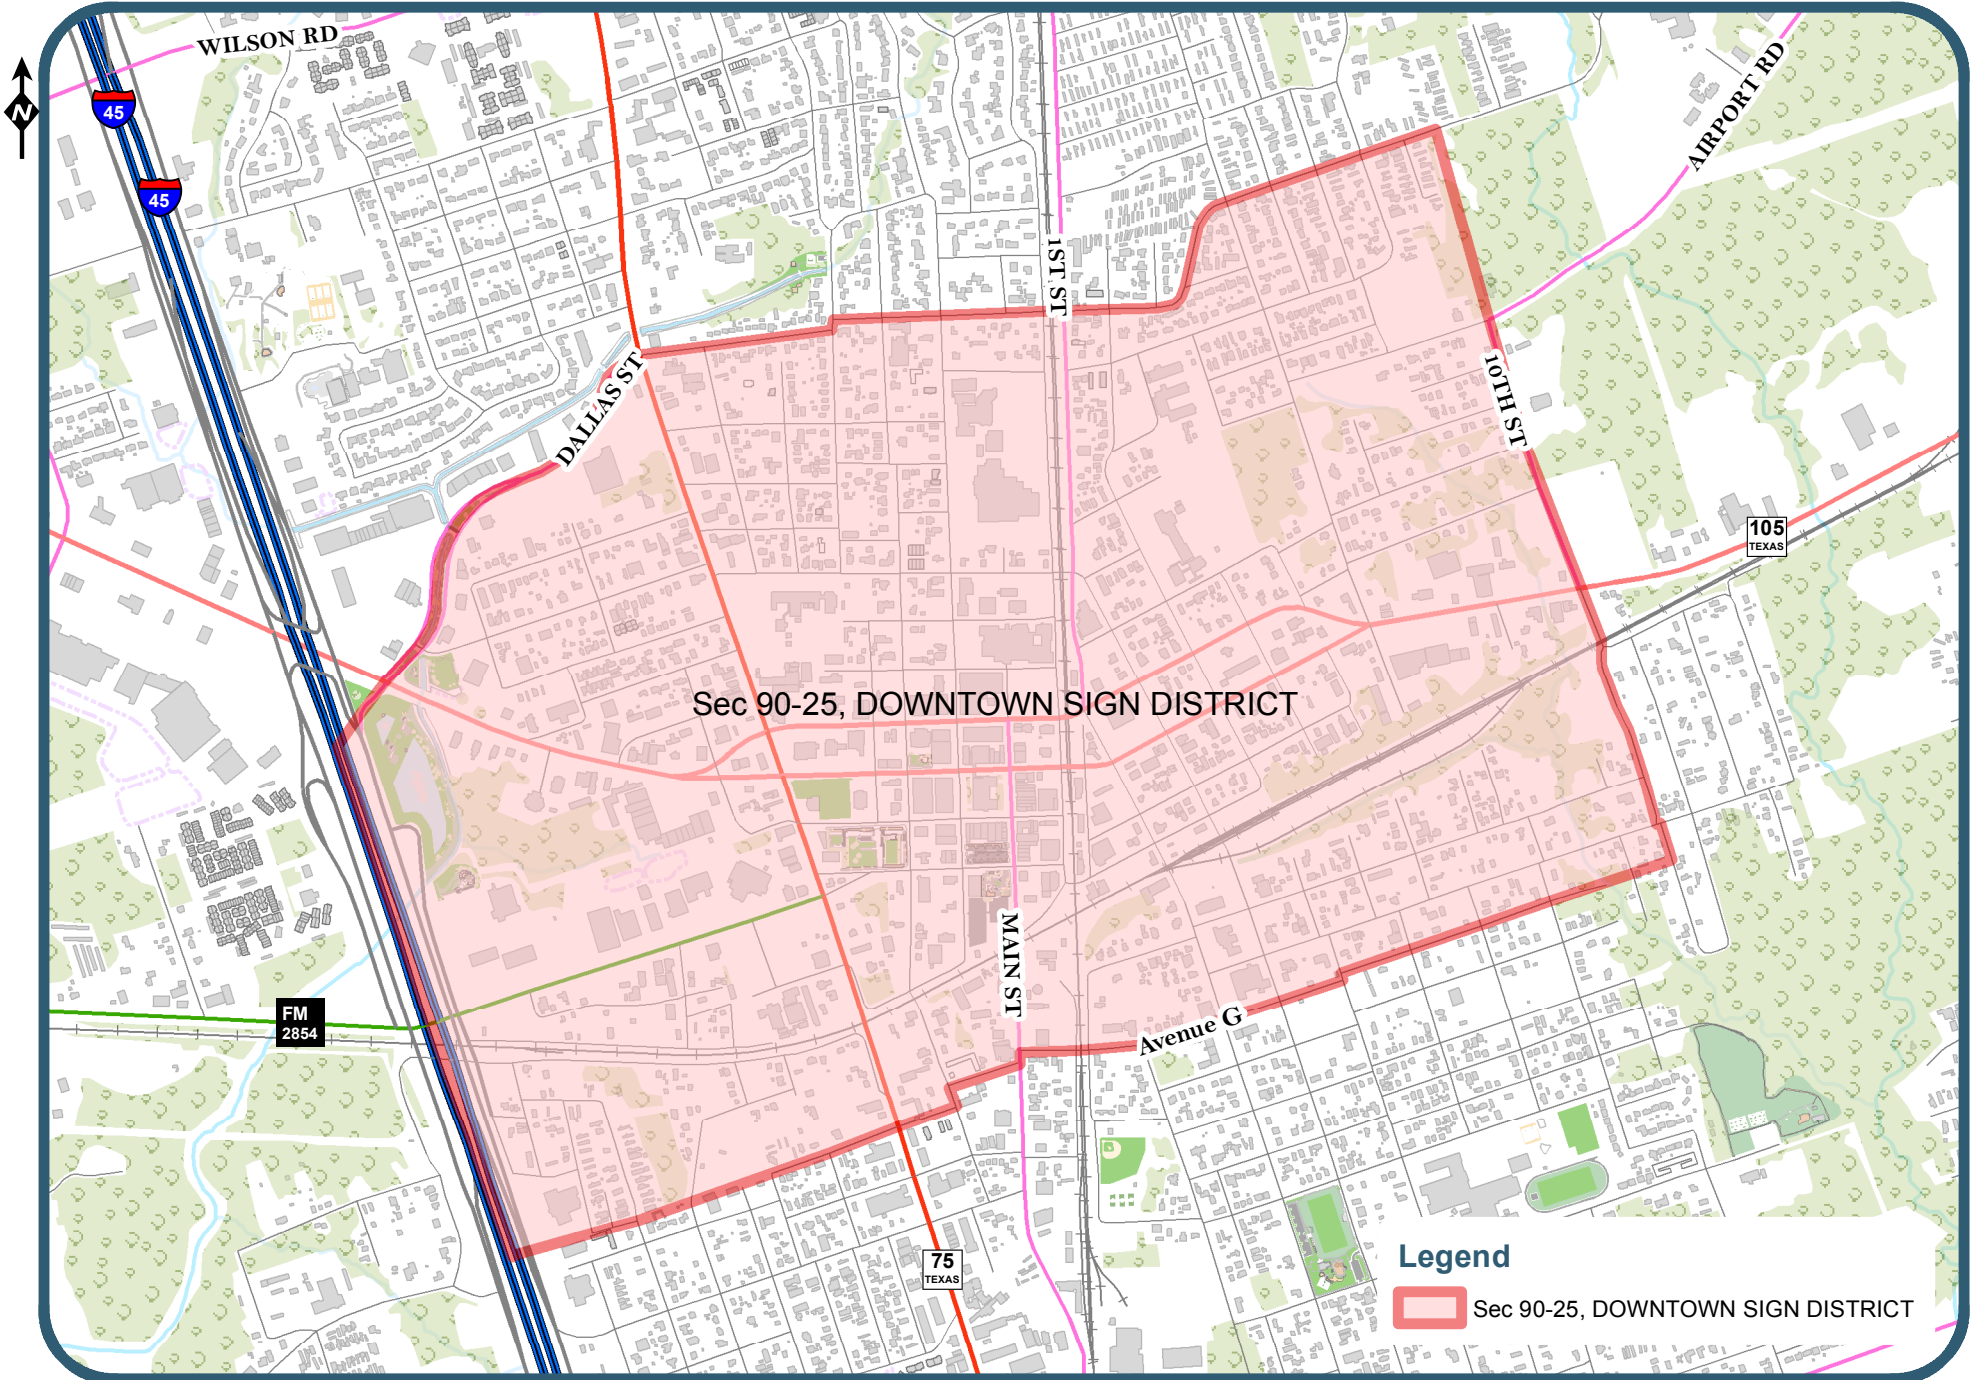 WILSON RD
N
45
45
AIRPORT RD
1ST ST
DALLAS ST
10TH ST
105
TEXAS
Sec 90-25, DOWNTOWN SIGN DISTRICT
MAIN ST
FM
2854
Avenue G
75
TEXAS
Legend
Sec 90-25, DOWNTOWN SIGN DISTRICT